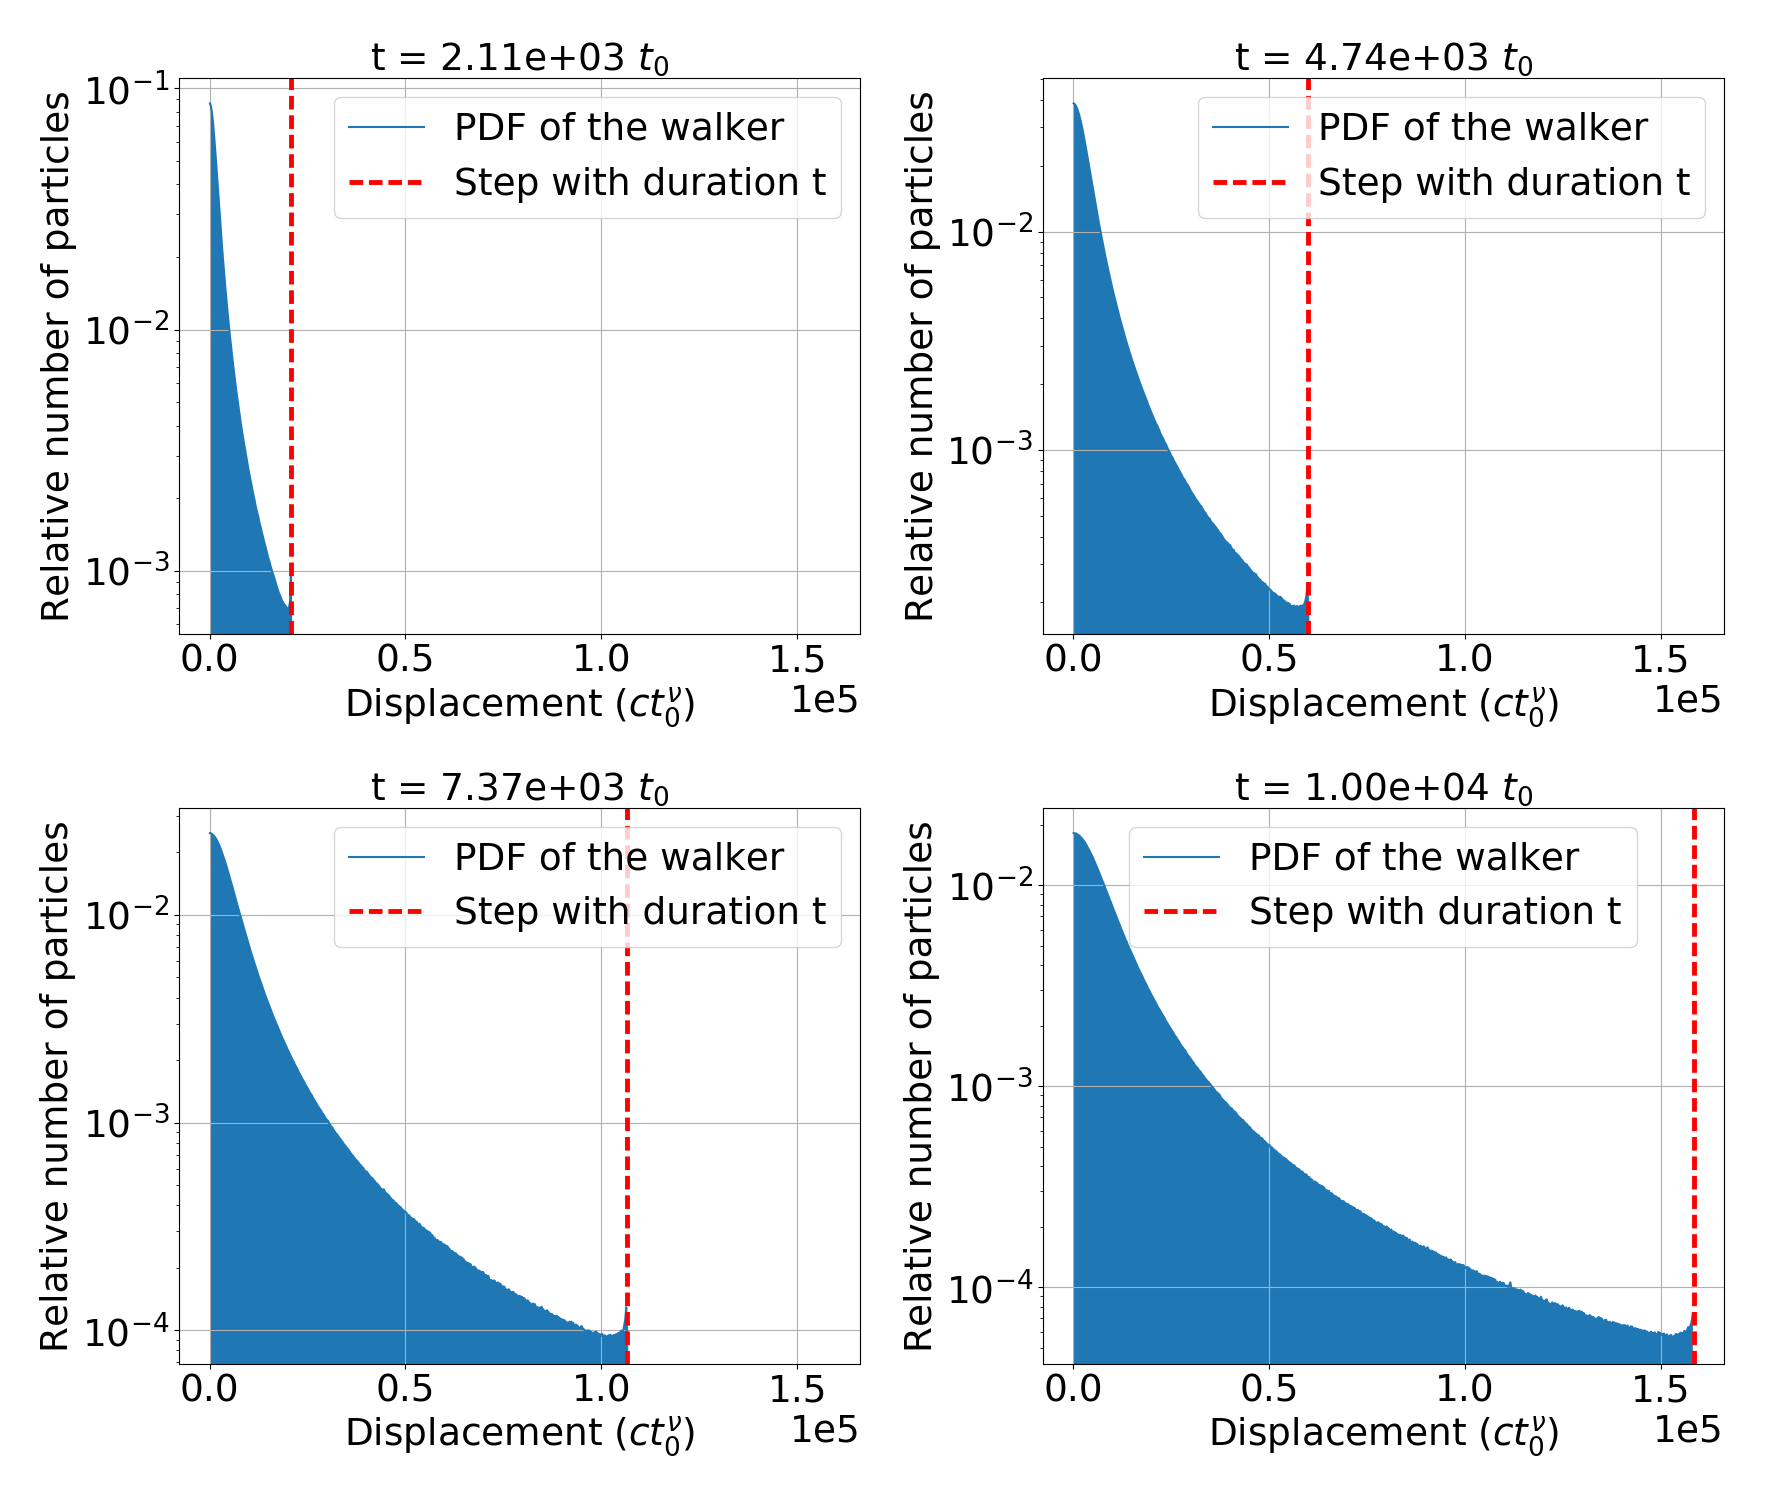 t = 2.11e+03 t₀
10⁻¹
10⁻²
10⁻³
Relative number of particles
PDF of the walker
Step with duration t
0.0 0.5 1.0 1.5
1e5
Displacement (ct₀^ν)
t = 4.74e+03 t₀
10⁻²
10⁻³
Relative number of particles
PDF of the walker
Step with duration t
0.0 0.5 1.0 1.5
1e5
Displacement (ct₀^ν)
t = 7.37e+03 t₀
10⁻²
10⁻³
10⁻⁴
Relative number of particles
PDF of the walker
Step with duration t
0.0 0.5 1.0 1.5
1e5
Displacement (ct₀^ν)
t = 1.00e+04 t₀
10⁻²
10⁻³
10⁻⁴
Relative number of particles
PDF of the walker
Step with duration t
0.0 0.5 1.0 1.5
1e5
Displacement (ct₀^ν)